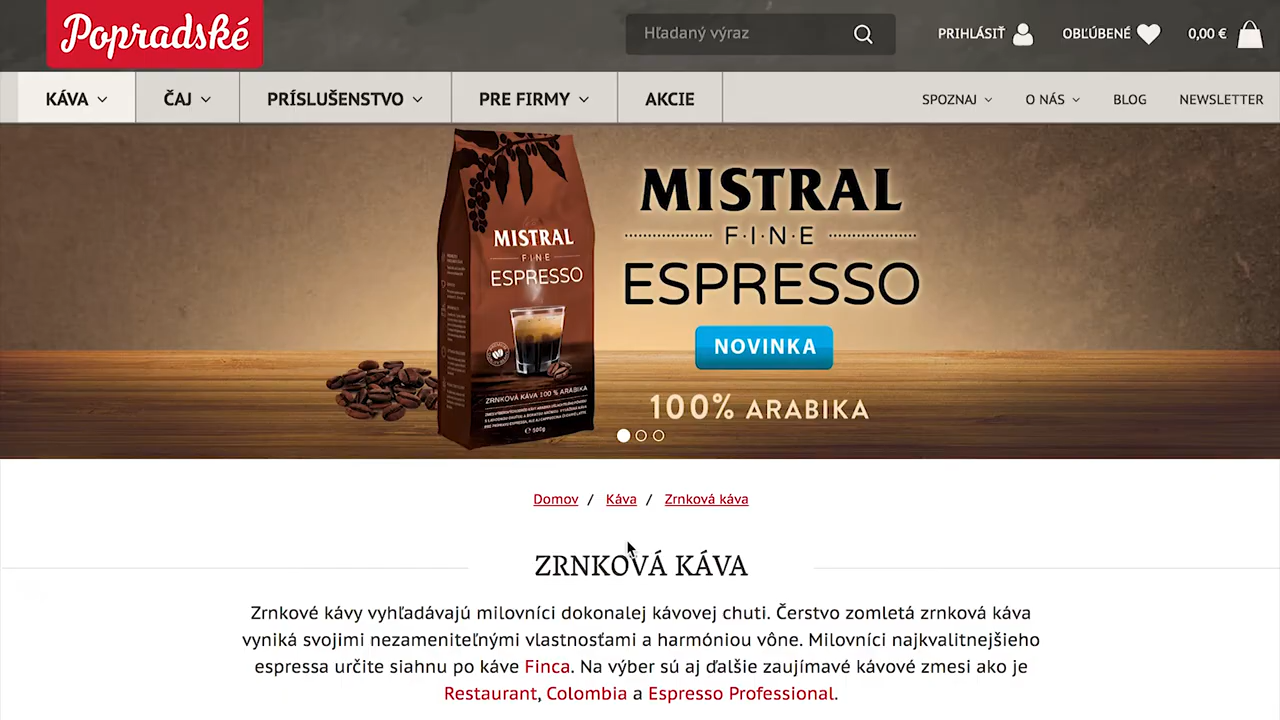 Popradské
Hľadaný výraz
PRIHLÁSIŤ
OBĽÚBENÉ
0,00 €
KÁVA
ČAJ
PRÍSLUŠENSTVO
PRE FIRMY
AKCIE
SPOZNAJ
O NÁS
BLOG
NEWSLETTER
MISTRAL
FINE
ESPRESSO
ZRNKOVÁ KÁVA 100 % ARABIKA
500g
MISTRAL
F·I·N·E
ESPRESSO
NOVINKA
100% ARABIKA
Domov / Káva / Zrnková káva
ZRNKOVÁ KÁVA
Zrnkové kávy vyhľadávajú milovníci dokonalej kávovej chuti. Čerstvo zomletá zrnková káva
vyniká svojimi nezameniteľnými vlastnosťami a harmóniou vône. Milovníci najkvalitnejšieho
espressa určite siahnu po káve Finca. Na výber sú aj ďalšie zaujímavé kávové zmesi ako je
Restaurant, Colombia a Espresso Professional.